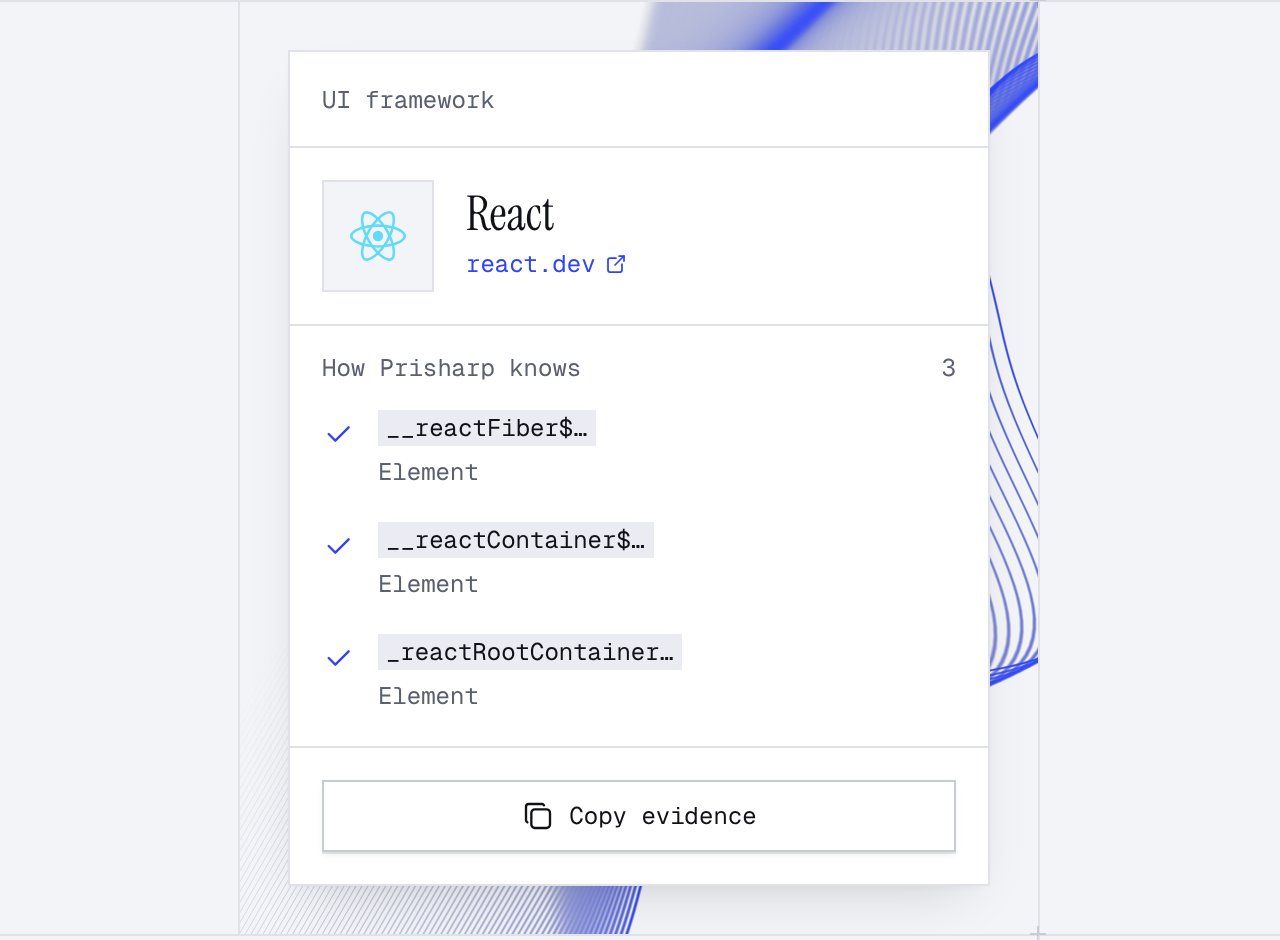 UI framework
React
react.dev
How Prisharp knows 3
__reactFiber$…
Element
__reactContainer$…
Element
_reactRootContainer…
Element
Copy evidence